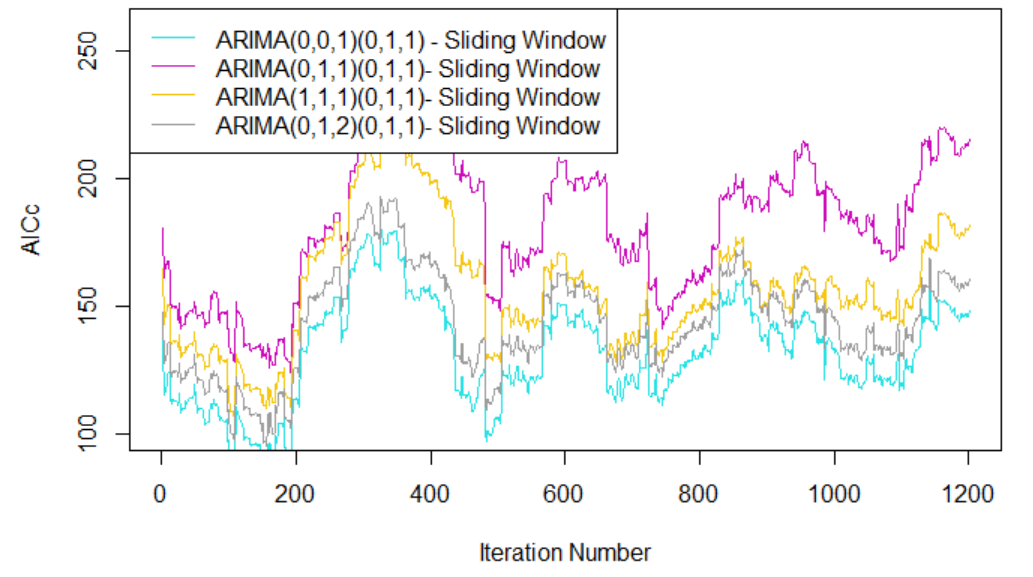 ARIMA(0,0,1)(0,1,1) - Sliding Window
ARIMA(0,1,1)(0,1,1)- Sliding Window
ARIMA(1,1,1)(0,1,1)- Sliding Window
ARIMA(0,1,2)(0,1,1)- Sliding Window
250
200
150
100
AICc
0 200 400 600 800 1000 1200
Iteration Number